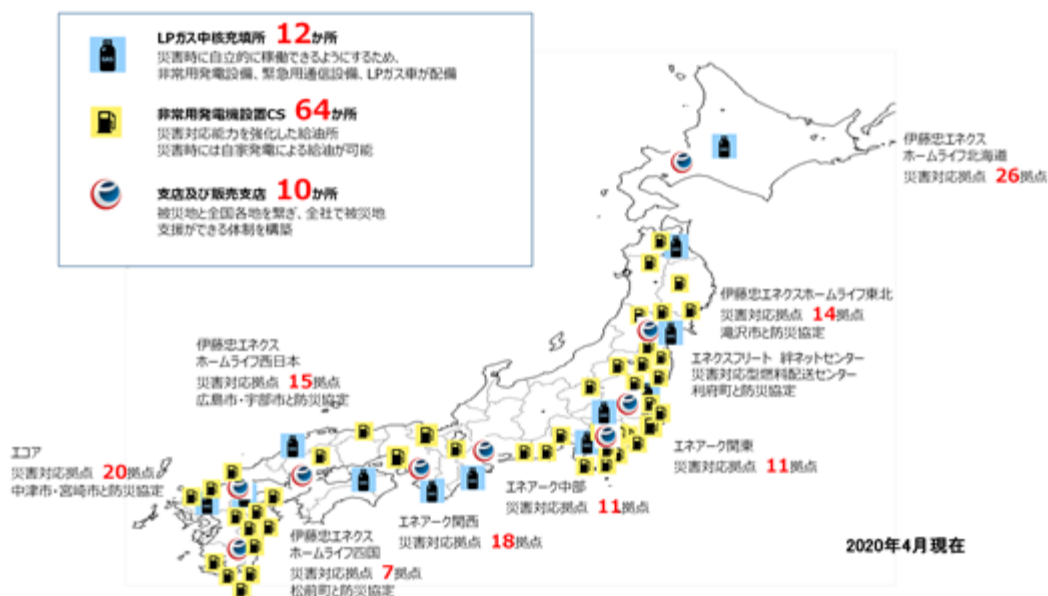 LPガス中核充填所 12か所
災害時に自立的に稼働できるようにするため、
非常用発電設備、緊急用通信設備、LPガス車が配備
非常用発電機設置CS 64か所
災害対応能力を強化した給油所
災害時には自家発電による給油が可能
支店及び販売支店 10か所
被災地と全国各地を繋ぎ、全社で被災地
支援ができる体制を構築
伊藤忠エネクス
ホームライフ北海道
災害対応拠点 26拠点
伊藤忠エネクスホームライフ東北
災害対応拠点 14拠点
滝沢市と防災協定
エネクスフリート 絆ネットセンター
災害対応型燃料配送センター
利府町と防災協定
伊藤忠エネクス
ホームライフ西日本
災害対応拠点 15拠点
広島市・宇部市と防災協定
エコア
災害対応拠点 20拠点
中津市・宮崎市と防災協定
エネアーク関東
災害対応拠点 11拠点
エネアーク中部
災害対応拠点 11拠点
エネアーク関西
災害対応拠点 18拠点
伊藤忠エネクス
ホームライフ四国
災害対応拠点 7拠点
松前町と防災協定
2020年4月現在